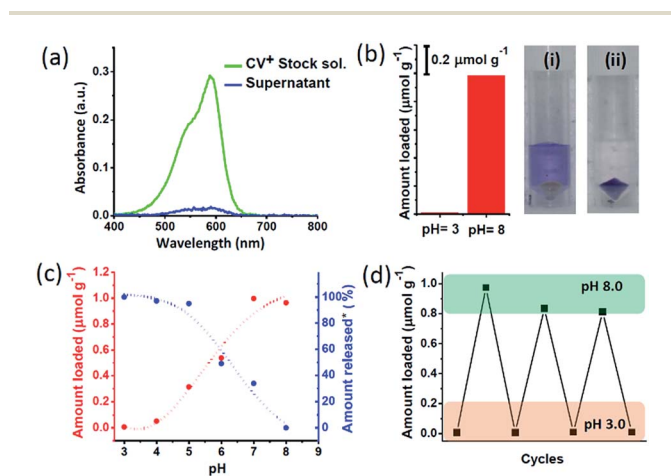 (a)
CV+ Stock sol.
Supernatant
Absorbance (a.u.)
0.3
0.2
0.1
0.0
400 500 600 700 800
Wavelength (nm)
(b)
0.2 μmol g⁻¹
Amount loaded (μmol g⁻¹)
pH= 3 pH= 8
(i) (ii)
(c)
Amount loaded (μmol g⁻¹)
1.2
1.0
0.8
0.6
0.4
0.2
0.0
3 4 5 6 7 8 9
pH
100%
80
60
40
20
0
Amount released* (%)
(d)
Amount loaded (μmol g⁻¹)
1.0
0.8
0.6
0.4
0.2
0.0
pH 8.0
pH 3.0
Cycles